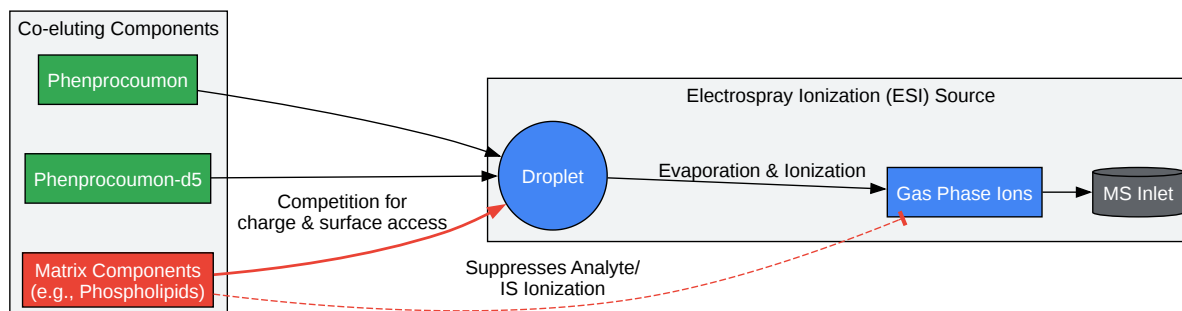 Co-eluting Components
Phenprocoumon
Electrospray Ionization (ESI) Source
Phenprocoumon-d5
Droplet
Evaporation & Ionization
Gas Phase Ions
MS Inlet
Competition for
charge & surface access
Matrix Components
(e.g., Phospholipids)
Suppresses Analyte/
IS Ionization